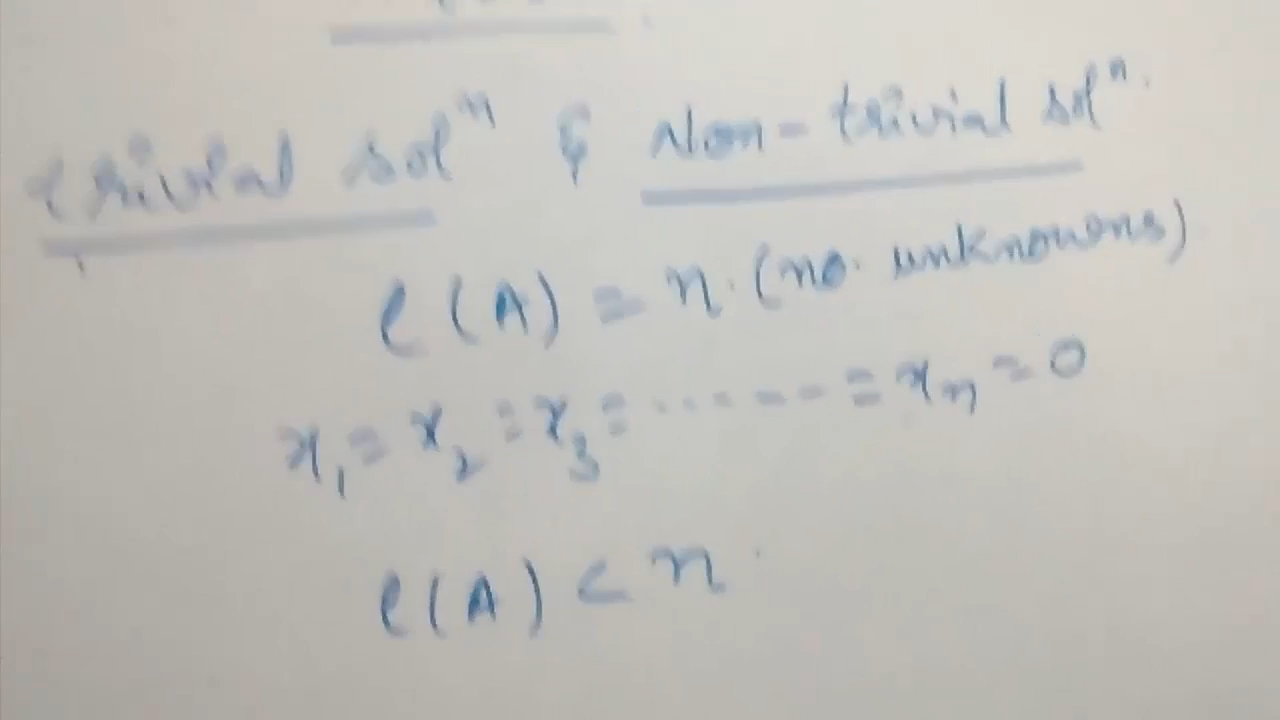 trivial solⁿ & Non-trivial solⁿ.
ρ(A) = n. (no. unknowns)
x₁ = x₂ = x₃ = ......--- = xₙ = 0
ρ(A) < n.